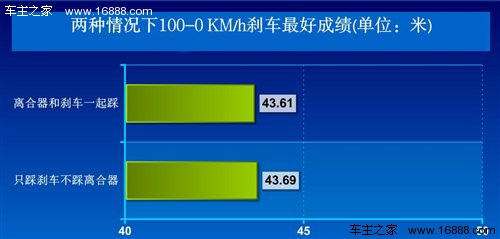 车主之家 www.16888.com
两种情况下100-0 KM/h刹车最好成绩(单位：米)
离合器和刹车一起踩
43.61
只踩刹车不踩离合器
43.69
40
45
50
车主之家 www.16888.com